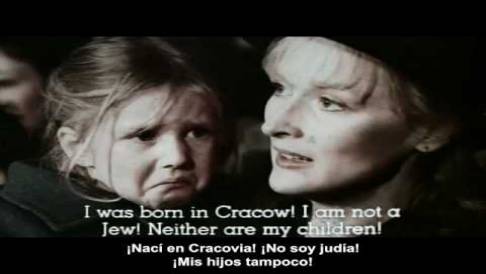 I was born in Cracow! I am not a
Jew! Neither are my children!
¡Nací en Cracovia! ¡No soy judia!
¡Mis hijos tampoco!